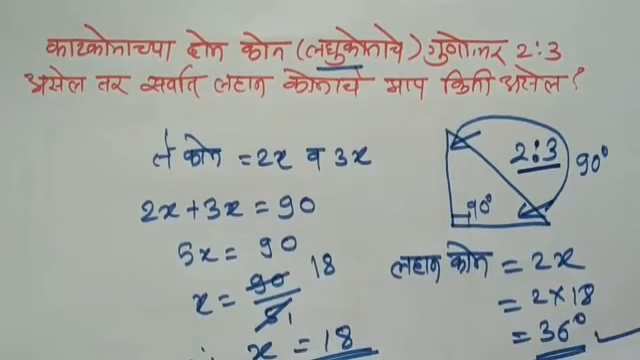 काटकोनाच्या दोन कोन (लघुकोनाचे) गुणोत्तर 2:3
असेल तर सर्वात लहान कोनाचे माप किती असेल?
ते कोन = 2x व 3x
2x+3x = 90
5x = 90
x = 90/5 18
1
∴ x = 18
2:3
90°
90°
लहान कोन = 2x
= 2×18
= 36°